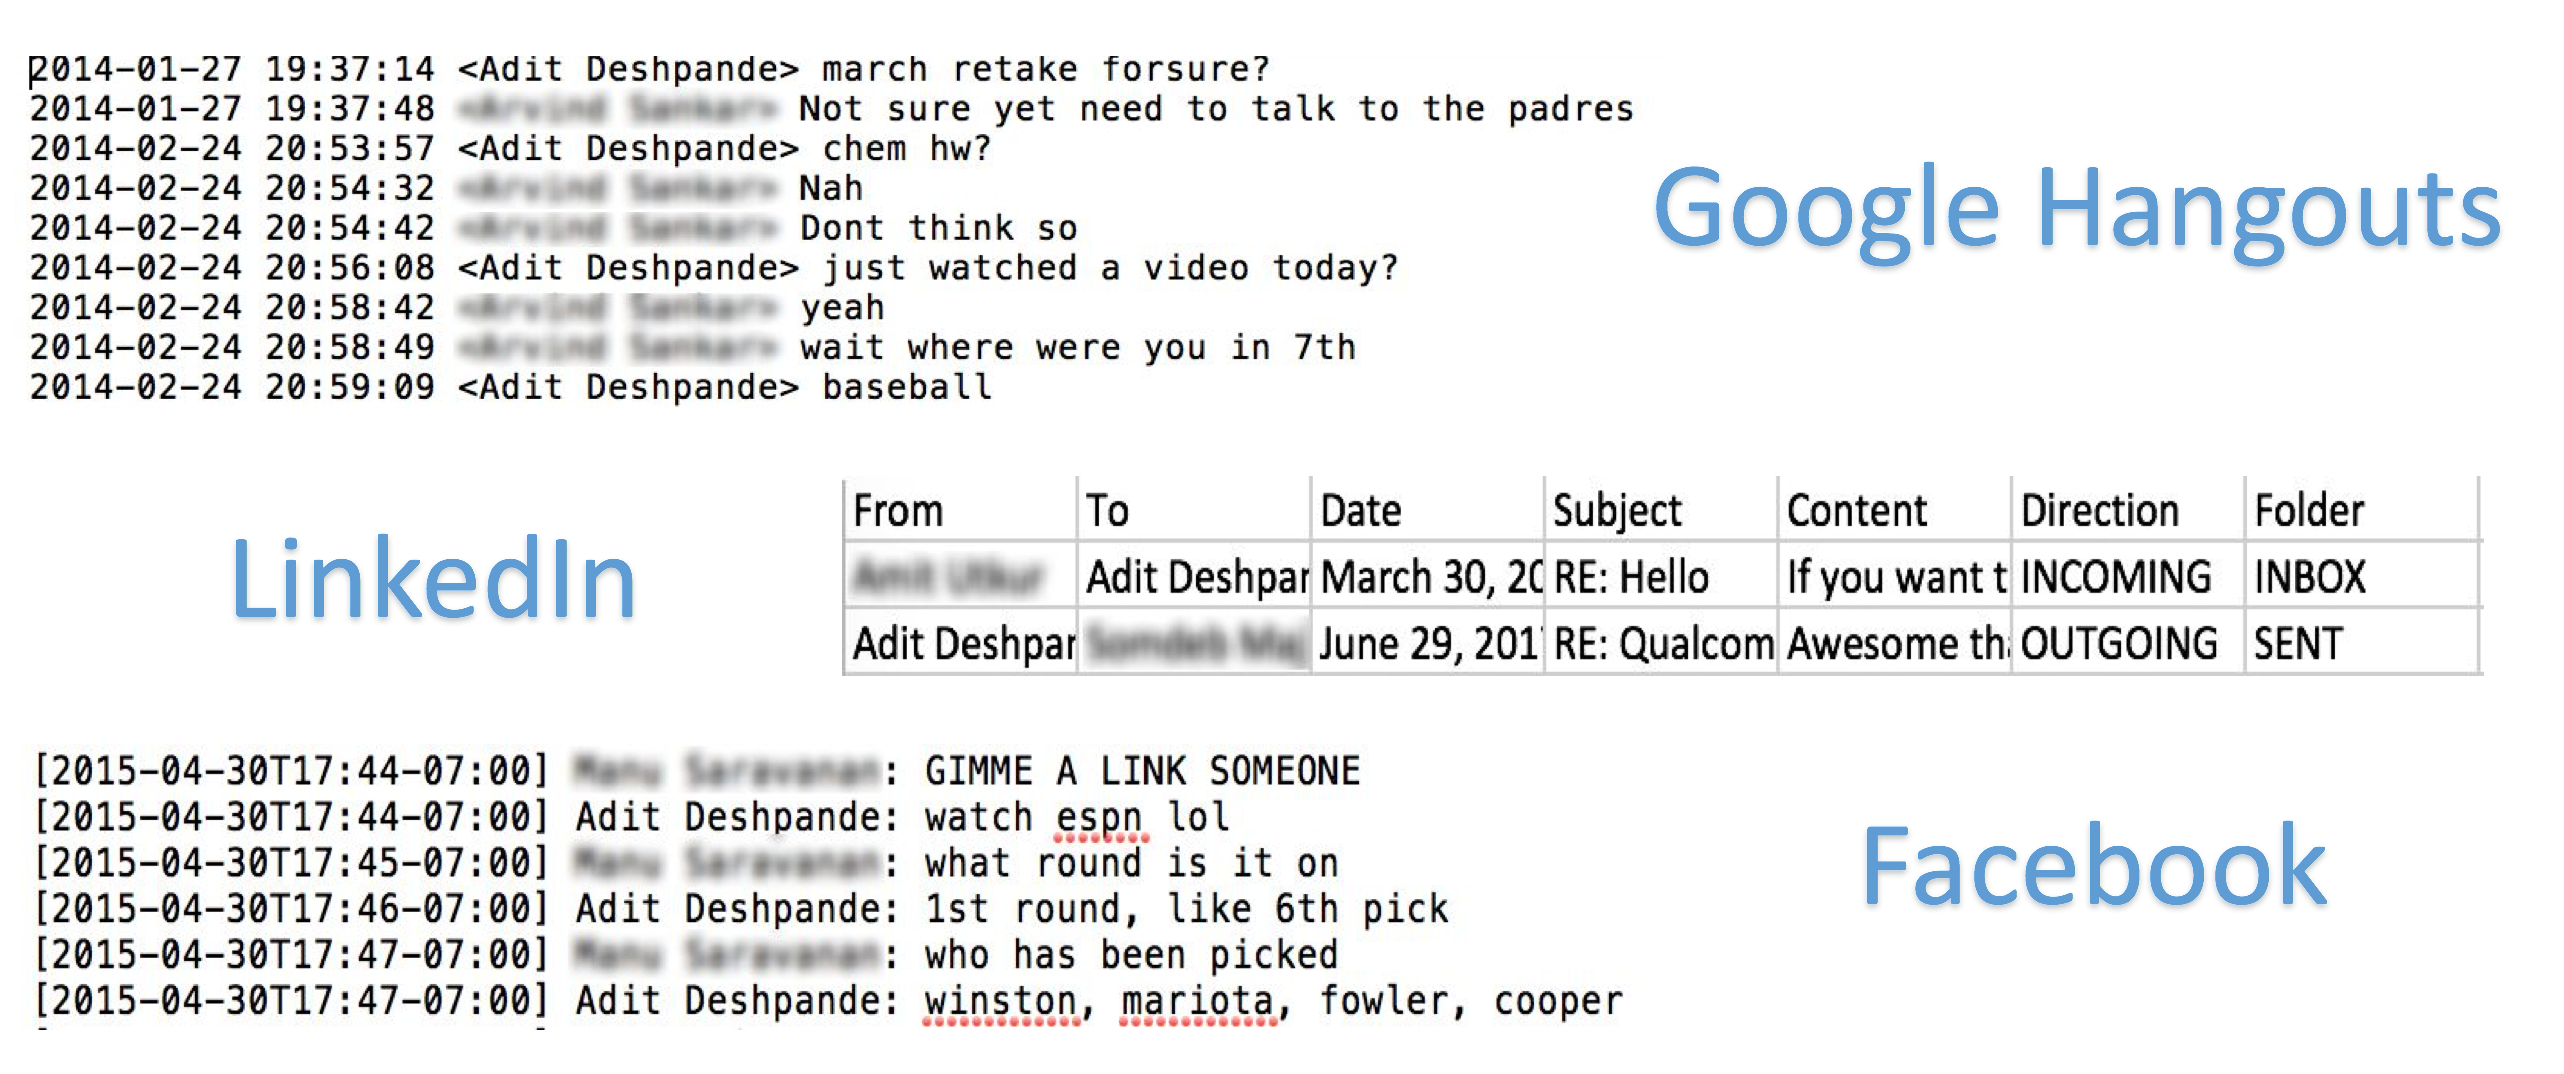 2014-01-27 19:37:14 <Adit Deshpande> march retake forsure?
2014-01-27 19:37:48 Not sure yet need to talk to the padres
2014-02-24 20:53:57 <Adit Deshpande> chem hw?
2014-02-24 20:54:32 Nah
2014-02-24 20:54:42 Dont think so
2014-02-24 20:56:08 <Adit Deshpande> just watched a video today?
2014-02-24 20:58:42 yeah
2014-02-24 20:58:49 wait where were you in 7th
2014-02-24 20:59:09 <Adit Deshpande> baseball
Google Hangouts
LinkedIn
From To Date Subject Content Direction Folder
Adit Deshpar March 30, 20 RE: Hello If you want t INCOMING INBOX
Adit Deshpar June 29, 201 RE: Qualcom Awesome th OUTGOING SENT
[2015-04-30T17:44-07:00] : GIMME A LINK SOMEONE
[2015-04-30T17:44-07:00] Adit Deshpande: watch espn lol
[2015-04-30T17:45-07:00] : what round is it on
[2015-04-30T17:46-07:00] Adit Deshpande: 1st round, like 6th pick
[2015-04-30T17:47-07:00] : who has been picked
[2015-04-30T17:47-07:00] Adit Deshpande: winston, mariota, fowler, cooper
Facebook